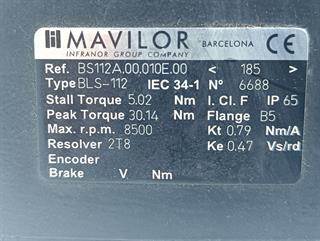 MAVILOR BARCELONA CE
INFRANOR GROUP COMPANY
Ref. BS112A.00.010E.00 < 185 >
Type BLS-112 IEC 34-1 Nº 6688
Stall Torque 5.02 Nm I. Cl. F IP 65
Peak Torque 30.14 Nm Flange B5
Max. r.p.m. 8500 Kt 0.79 Nm/A
Resolver 2T8 Ke 0.47 Vs/rd
Encoder
Brake V Nm